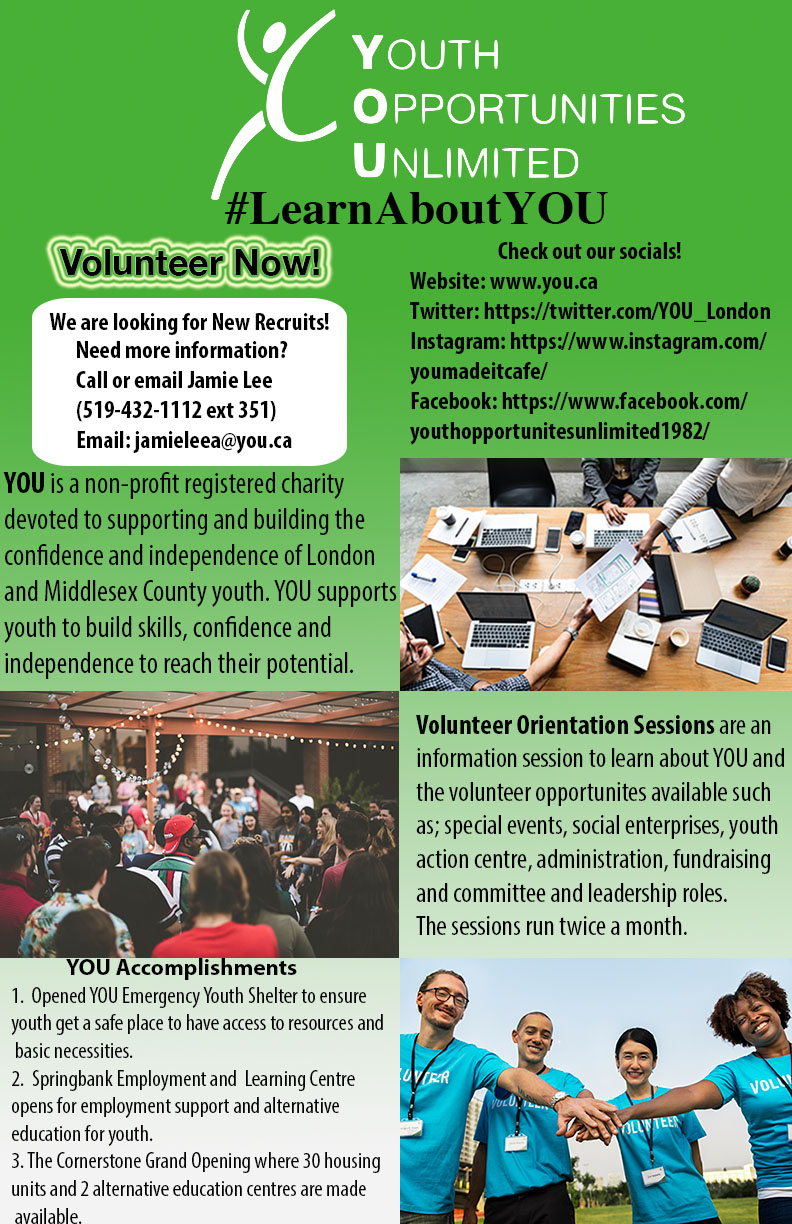 YOUTH
OPPORTUNITIES
UNLIMITED
#LearnAboutYOU
Volunteer Now!
We are looking for New Recruits!
Need more information?
Call or email Jamie Lee
(519-432-1112 ext 351)
Email: jamieleea@you.ca
Check out our socials!
Website: www.you.ca
Twitter: https://twitter.com/YOU_London
Instagram: https://www.instagram.com/
youmadeitcafe/
Facebook: https://www.facebook.com/
youthopportunitesunlimited1982/
YOU is a non-profit registered charity
devoted to supporting and building the
confidence and independence of London
and Middlesex County youth. YOU supports
youth to build skills, confidence and
independence to reach their potential.
Volunteer Orientation Sessions are an
information session to learn about YOU and
the volunteer opportunites available such
as; special events, social enterprises, youth
action centre, administration, fundraising
and committee and leadership roles.
The sessions run twice a month.
YOU Accomplishments
1. Opened YOU Emergency Youth Shelter to ensure
youth get a safe place to have access to resources and
basic necessities.
2. Springbank Employment and Learning Centre
opens for employment support and alternative
education for youth.
3. The Cornerstone Grand Opening where 30 housing
units and 2 alternative education centres are made
available.
VOLUNTEER
VOLUNTEER
VOLUNTEER
VOLUN